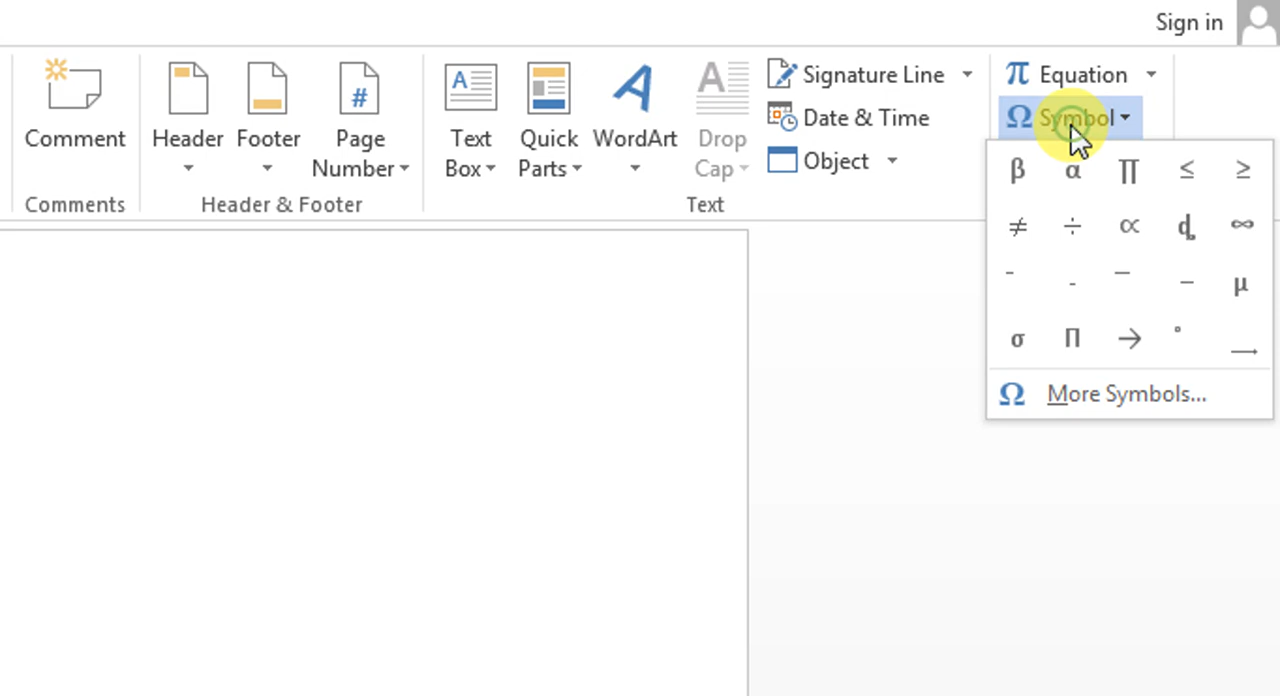 Sign in
Comment
Header
Footer
#
Page
Number
A
Text
Box
Quick
Parts
A
WordArt
A
Drop
Cap
Signature Line
Date & Time
Object
π Equation
Ω Symbol
Comments
Header & Footer
Text
β α ∏ ≤ ≥
≠ ÷ ∝ ȡ ∞
- - — – µ
σ Π → ° _
Ω More Symbols...